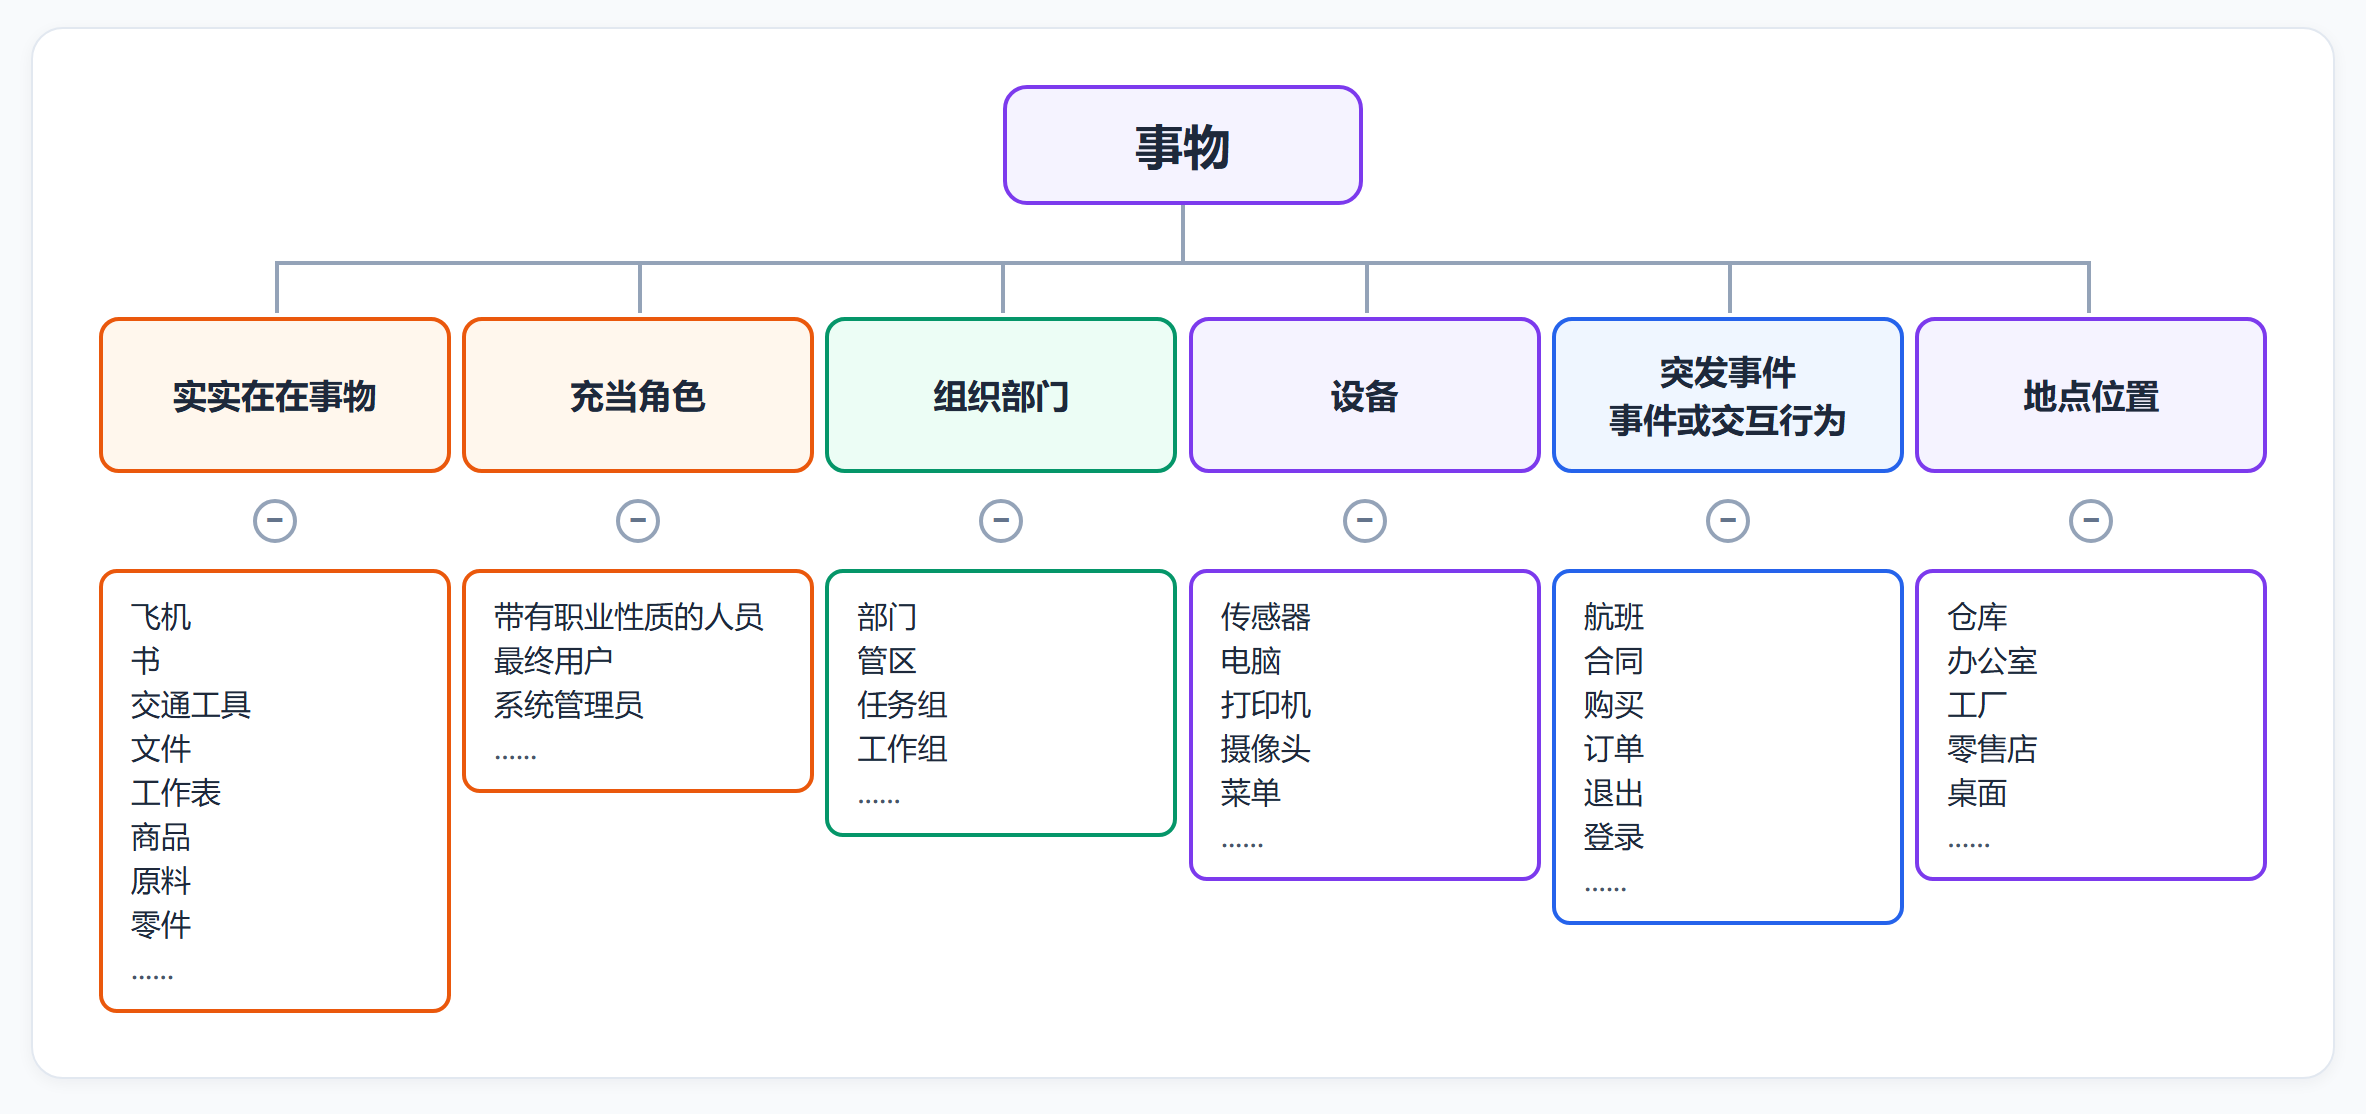 事物
实实在在事物
充当角色
组织部门
设备
突发事件
事件或交互行为
地点位置
飞机
书
交通工具
文件
工作表
商品
原料
零件
......
带有职业性质的人员
最终用户
系统管理员
......
部门
管区
任务组
工作组
......
传感器
电脑
打印机
摄像头
菜单
......
航班
合同
购买
订单
退出
登录
......
仓库
办公室
工厂
零售店
桌面
......